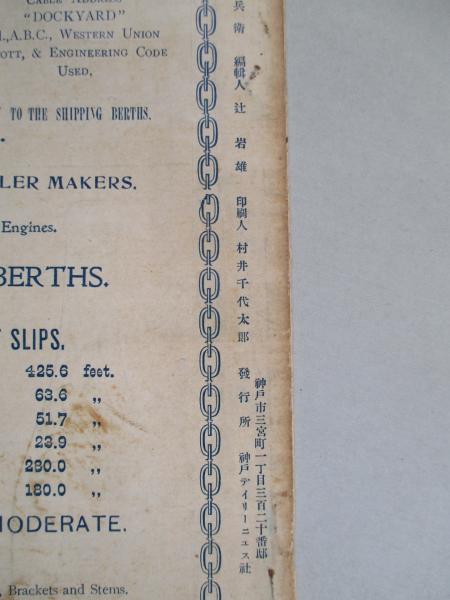 CABLE ADDRESS
"DOCKYARD"
A.B.C., WESTERN UNION
& ENGINEERING CODE
USED.
TO THE SHIPPING BERTHS.
MAKERS.
Engines.
BERTHS.
SLIPS.
425.6 feet.
63.6 „
51.7 „
23.9 „
280.0 „
180.0 „
MODERATE.
Brackets and Stems.
兵衛 編輯人 辻岩雄 印刷人 村井千代太郎 發行所 神戸市三宮町一丁目三百二十番邸
神戸デイリーニュス社